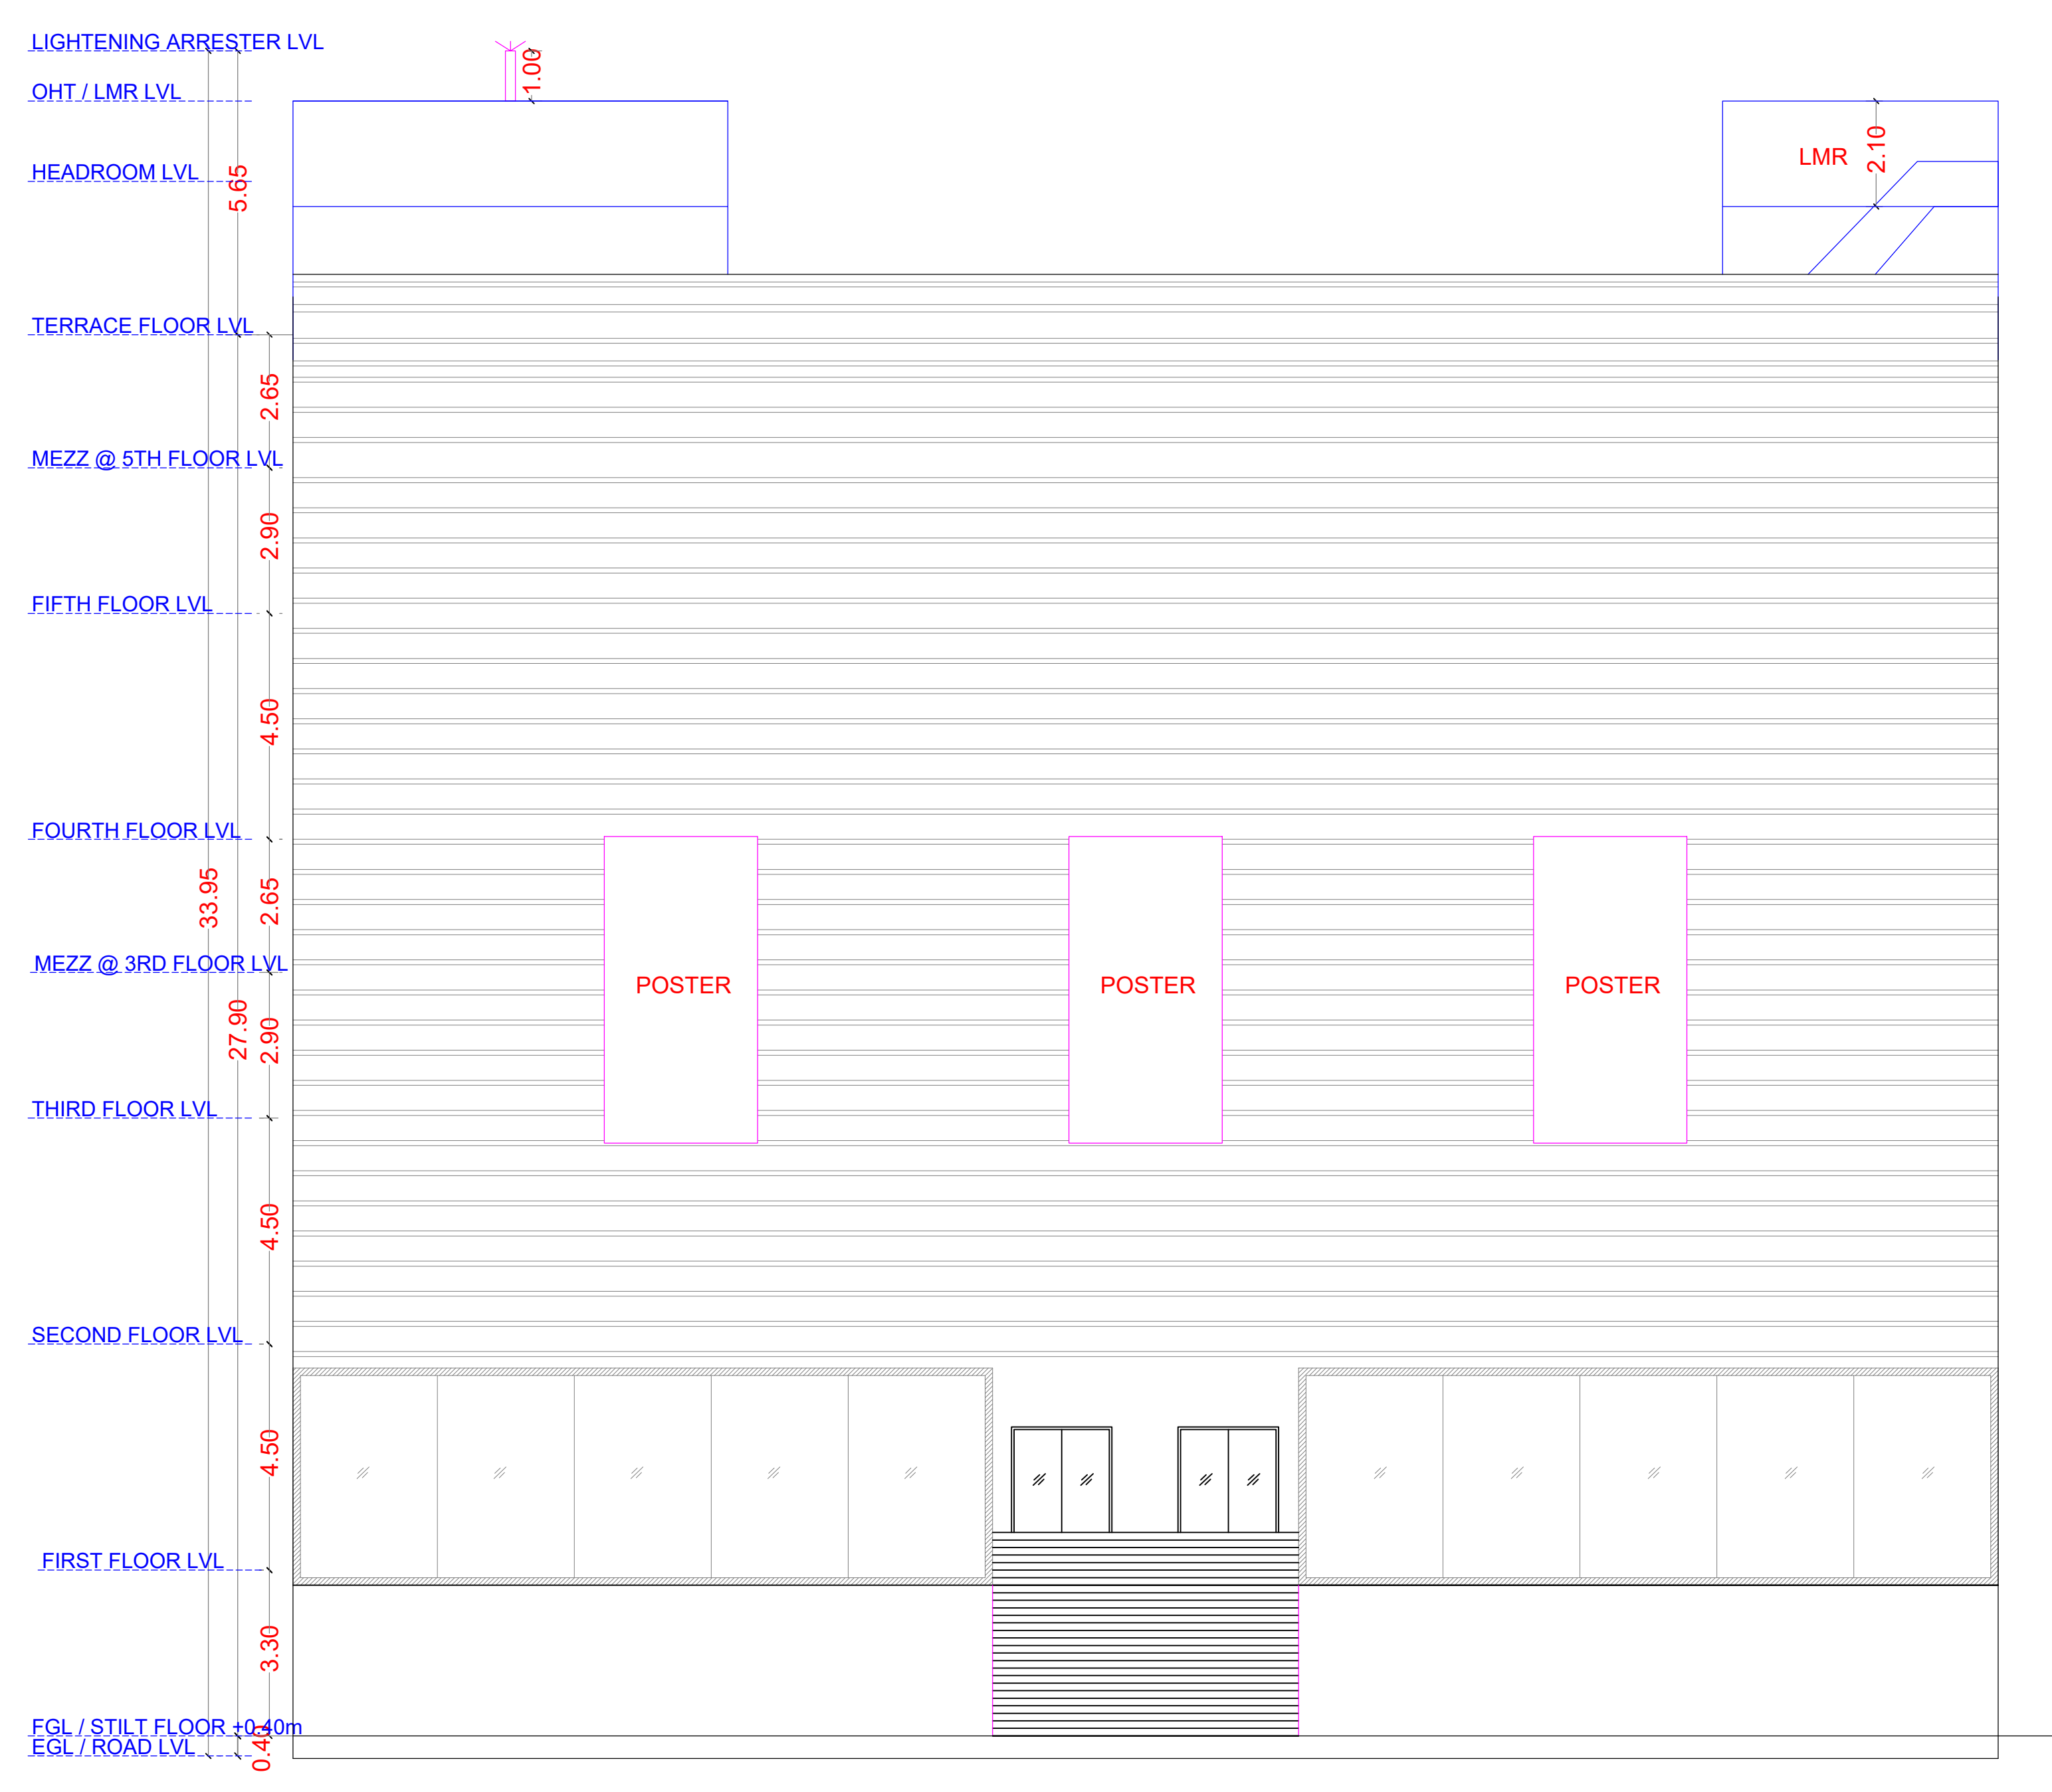 LIGHTENING ARRESTER LVL
1.00
OHT / LMR LVL
2.10
LMR
HEADROOM LVL
5.65
TERRACE FLOOR LVL
2.65
MEZZ @ 5TH FLOOR LVL
2.90
FIFTH FLOOR LVL
4.50
FOURTH FLOOR LVL
33.95
2.65
MEZZ @ 3RD FLOOR LVL
POSTER POSTER POSTER
27.90
2.90
THIRD FLOOR LVL
4.50
SECOND FLOOR LVL
4.50
FIRST FLOOR LVL
3.30
FGL / STILT FLOOR +0.40m
EGL / ROAD LVL
0.40